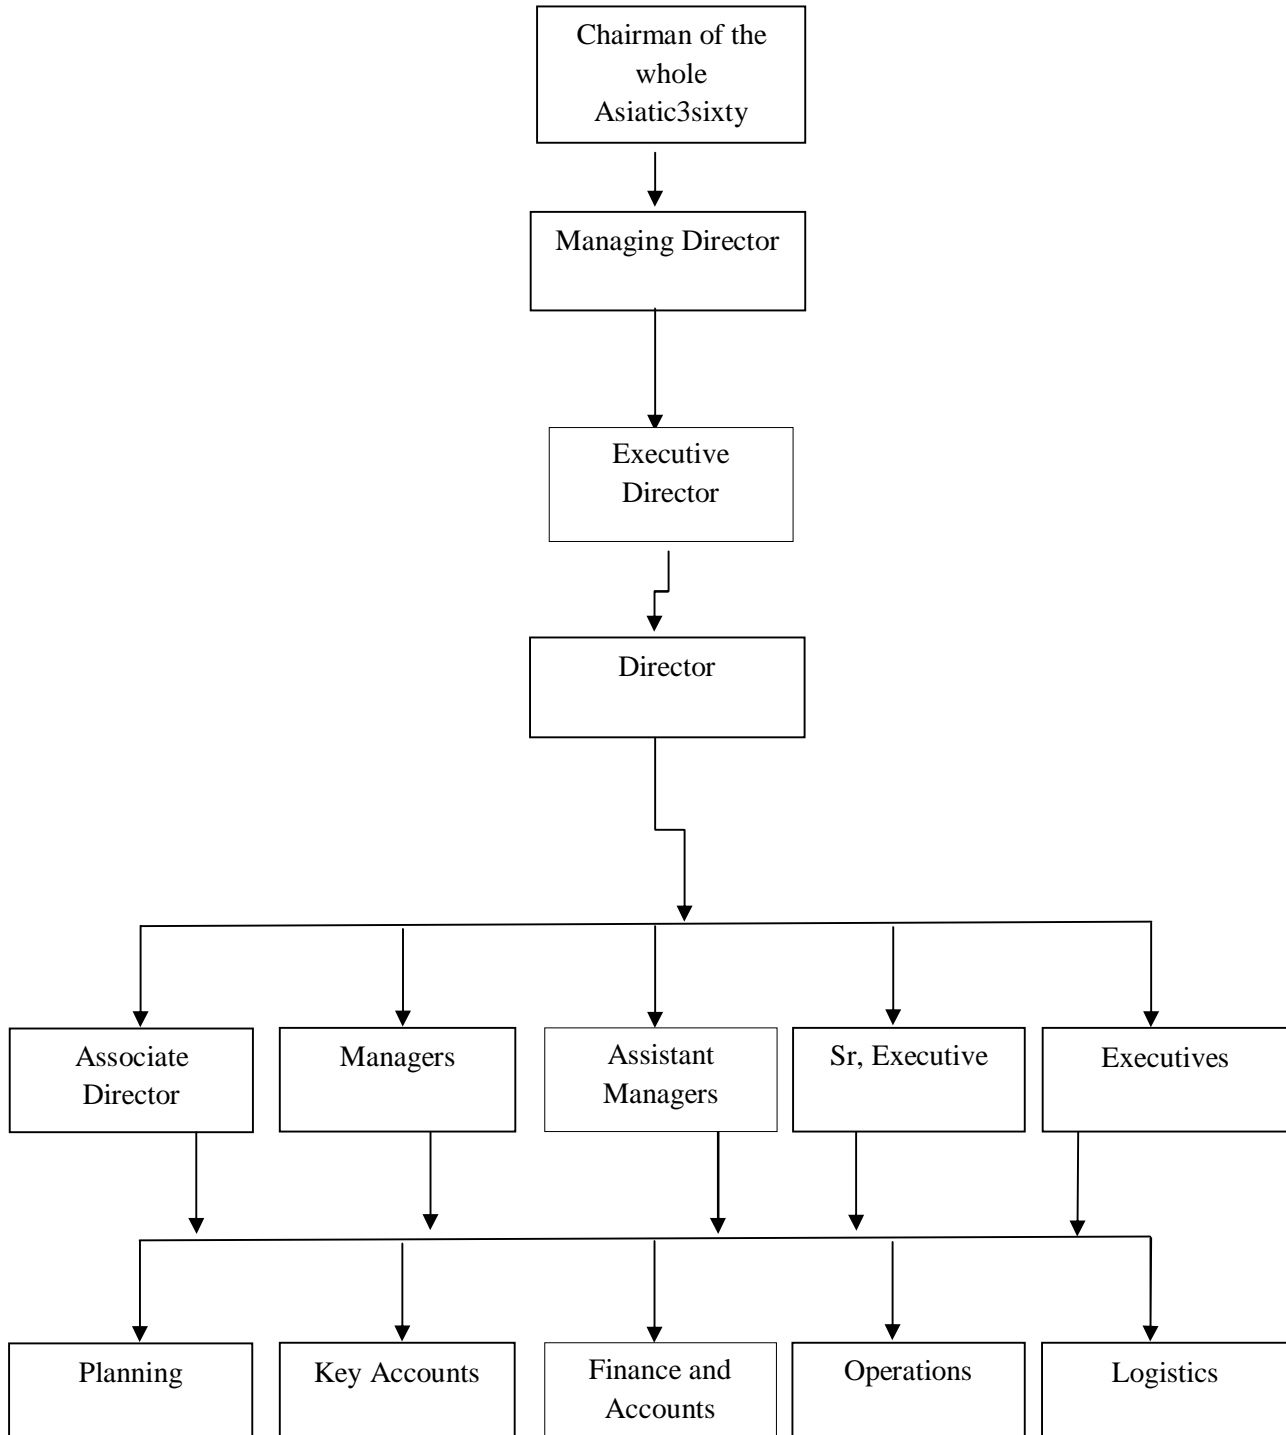 Chairman of the
whole
Asiatic3sixty
Managing Director
Executive
Director
Director
Associate
Director
Managers
Assistant
Managers
Sr, Executive
Executives
Planning
Key Accounts
Finance and
Accounts
Operations
Logistics